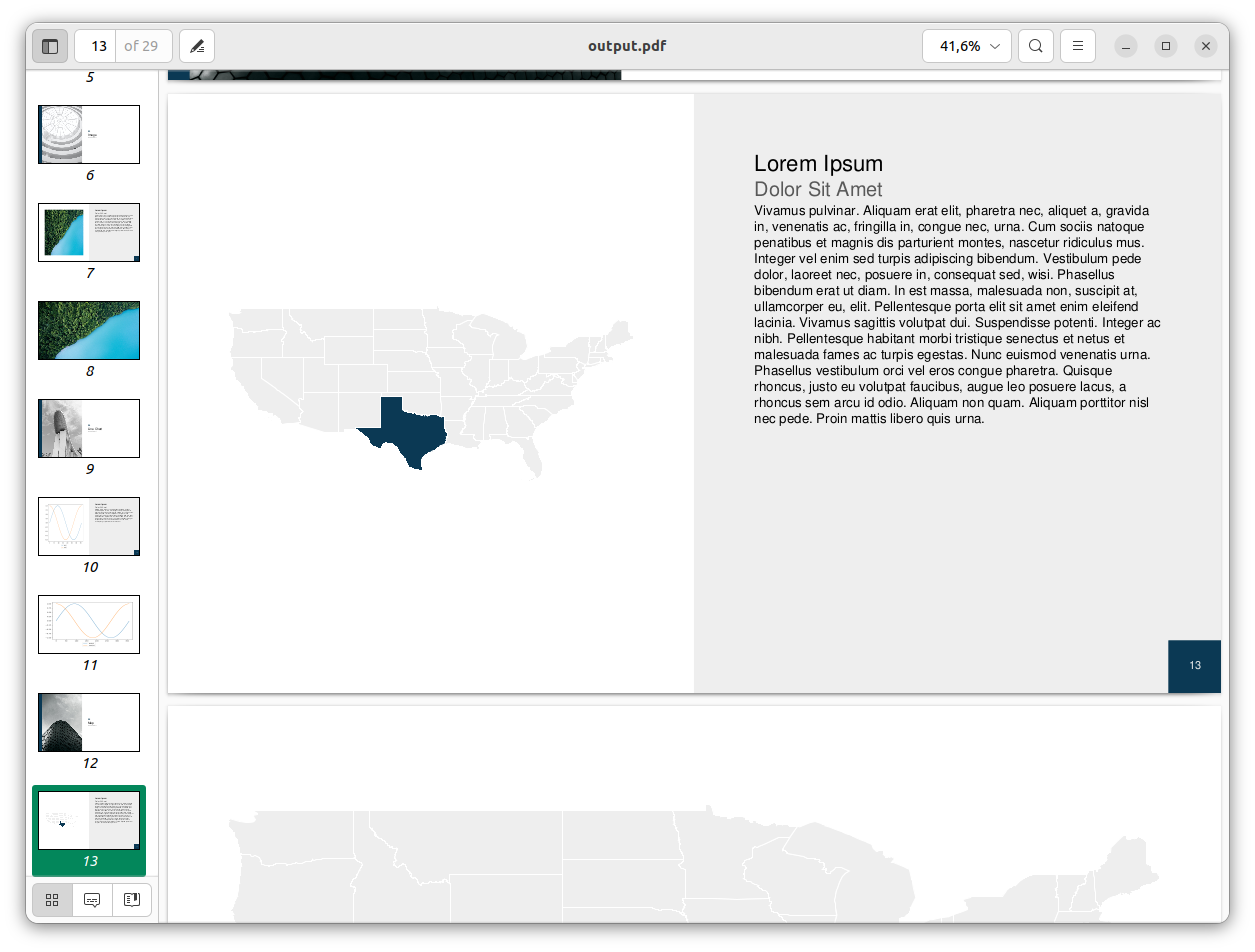 13
of 29
output.pdf
41,6%
5
6
7
8
9
10
11
12
13
Lorem Ipsum
Dolor Sit Amet
Vivamus pulvinar. Aliquam erat elit, pharetra nec, aliquet a, gravida
in, venenatis ac, fringilla in, congue nec, urna. Cum sociis natoque
penatibus et magnis dis parturient montes, nascetur ridiculus mus.
Integer vel enim sed turpis adipiscing bibendum. Vestibulum pede
dolor, laoreet nec, posuere in, consequat sed, wisi. Phasellus
bibendum erat ut diam. In est massa, malesuada non, suscipit at,
ullamcorper eu, elit. Pellentesque porta elit sit amet enim eleifend
lacinia. Vivamus sagittis volutpat dui. Suspendisse potenti. Integer ac
nibh. Pellentesque habitant morbi tristique senectus et netus et
malesuada fames ac turpis egestas. Nunc euismod venenatis urna.
Phasellus vestibulum orci vel eros congue pharetra. Quisque
rhoncus, justo eu volutpat faucibus, augue leo posuere lacus, a
rhoncus sem arcu id odio. Aliquam non quam. Aliquam porttitor nisl
nec pede. Proin mattis libero quis urna.
13